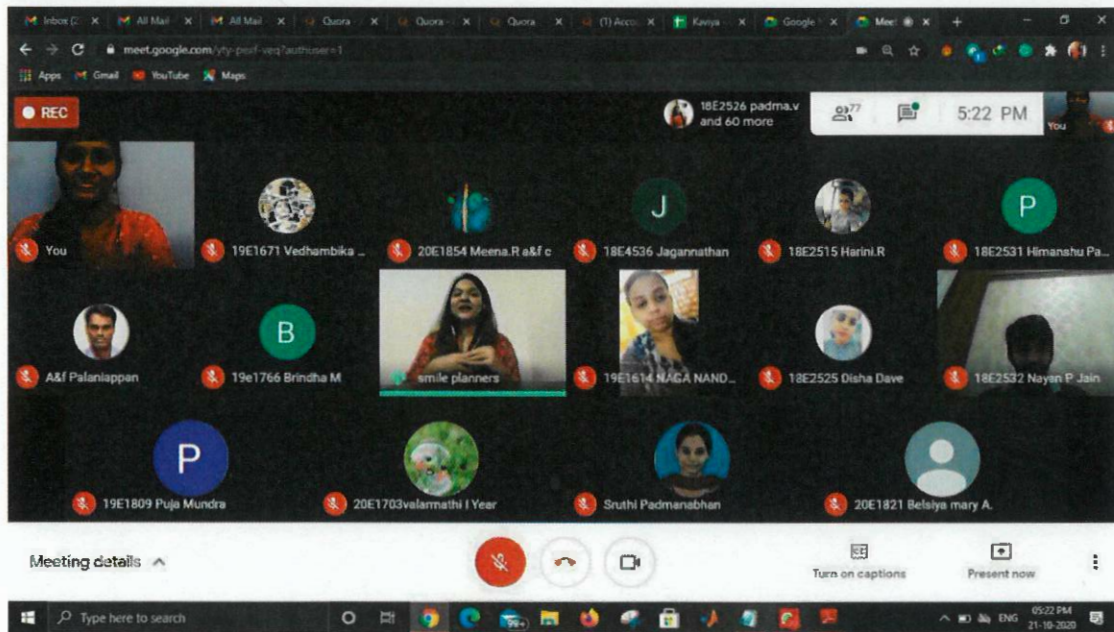 Inbox (2
All Mail
All Mail
Quora
Quora
Quora
(1) Acco
Kaviya
Google
Meet
meet.google.com/yty-pexf-veq?authuser=1
Apps
Gmail
YouTube
Maps
REC
18E2526 padma.v
and 60 more
77
5:22 PM
You
You
19E1671 Vedhambika ...
20E1854 Meena.R a&f c
J
18E4536 Jagannathan
18E2515 Harini.R
P
18E2531 Himanshu Pa...
A&f Palaniappan
B
19e1766 Brindha M
smile planners
19E1614 NAGA NAND...
18E2525 Disha Dave
18E2532 Nayan P Jain
P
19E1809 Puja Mundra
20E1703valarmathi I Year
Sruthi Padmanabhan
20E1821 Belsiya mary A.
Meeting details
Turn on captions
Present now
Type here to search
99+
ENG
05:22 PM
21-10-2020